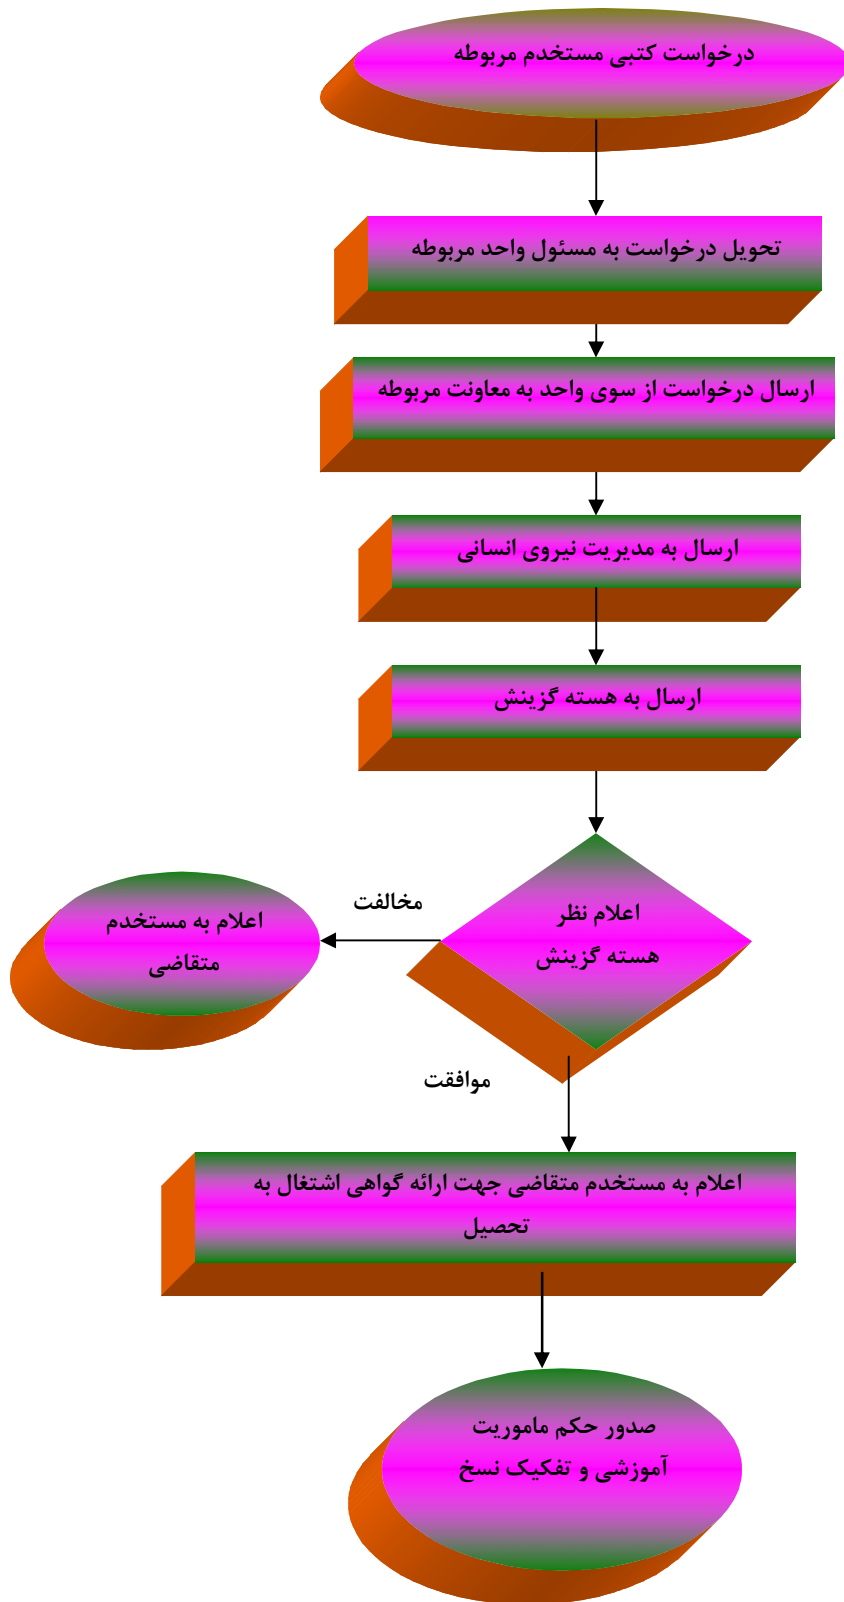 درخواست کتبی مستخدم مربوطه
تحویل درخواست به مسئول واحد مربوطه
ارسال درخواست از سوی واحد به معاونت مربوطه
ارسال به مدیریت نیروی انسانی
ارسال به هسته گزینش
اعلام نظر
هسته گزینش
مخالفت
اعلام به مستخدم
متقاضی
موافقت
اعلام به مستخدم متقاضی جهت ارائه گواهی اشتغال به
تحصیل
صدور حکم ماموریت
آموزشی و تفکیک نسخ